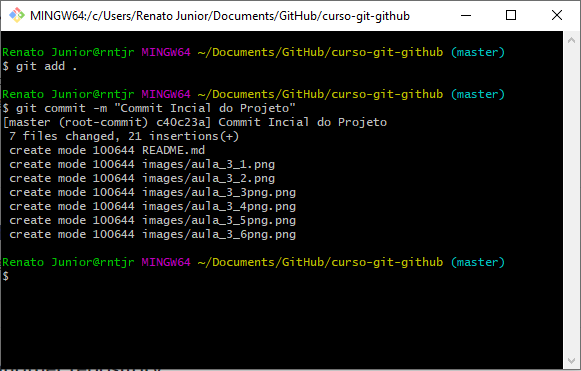 MINGW64:/c/Users/Renato Junior/Documents/GitHub/curso-git-github
Renato Junior@rntjr MINGW64 ~/Documents/GitHub/curso-git-github (master)
$ git add .
Renato Junior@rntjr MINGW64 ~/Documents/GitHub/curso-git-github (master)
$ git commit -m "Commit Incial do Projeto"
[master (root-commit) c40c23a] Commit Incial do Projeto
7 files changed, 21 insertions(+)
create mode 100644 README.md
create mode 100644 images/aula_3_1.png
create mode 100644 images/aula_3_2.png
create mode 100644 images/aula_3_3png.png
create mode 100644 images/aula_3_4png.png
create mode 100644 images/aula_3_5png.png
create mode 100644 images/aula_3_6png.png
Renato Junior@rntjr MINGW64 ~/Documents/GitHub/curso-git-github (master)
$